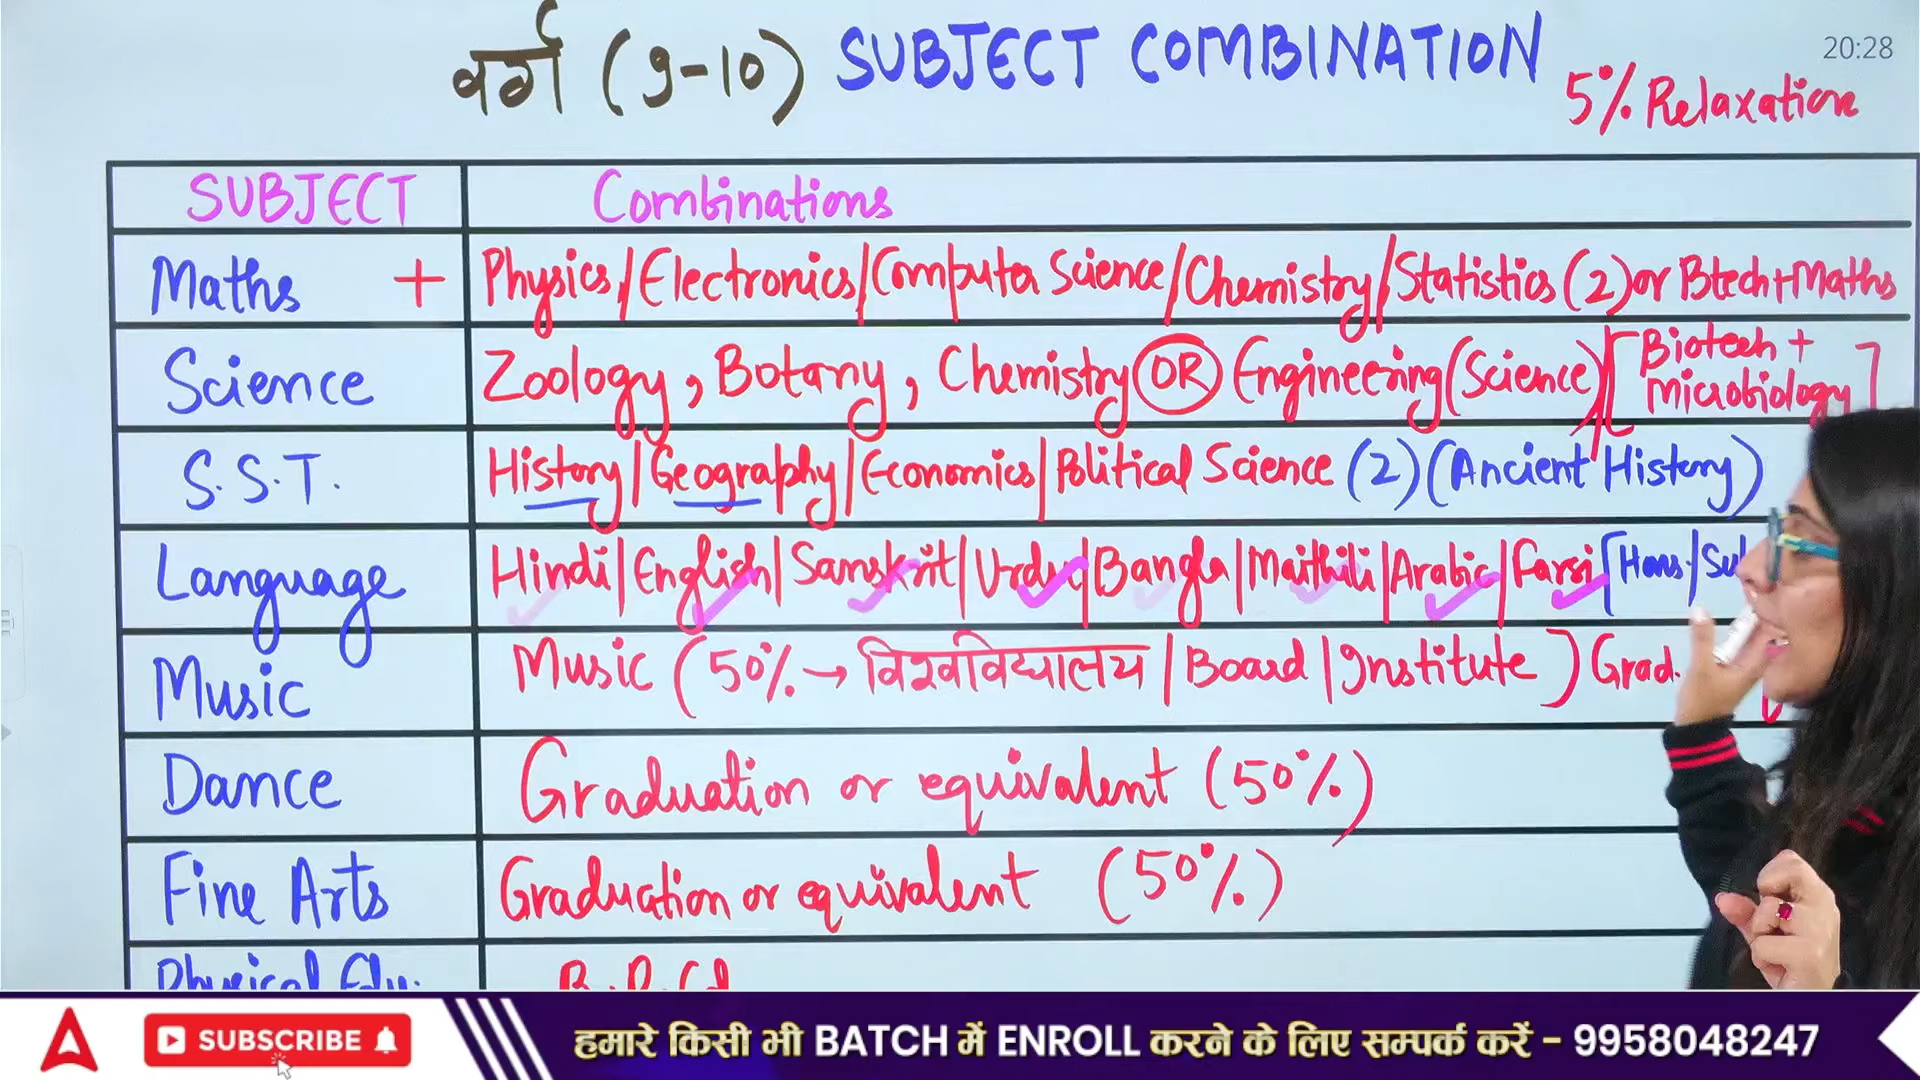 वर्ग (9-10) SUBJECT COMBINATION
20:28
5% Relaxation
SUBJECT Combinations
Maths + Physics/Electronics/Computer Science/Chemistry/Statistics (2) or Btech+Maths
Science Zoology, Botany, Chemistry OR Engineering (Science) [Biotech + Microbiology]
S.S.T. History/Geography/Economics/Political Science (2) (Ancient History)
Language Hindi/English/Sanskrit/Urdu/Bangla/Maithili/Arabic/Farsi [Hons/
Music Music (50% → विश्वविद्यालय / Board / Institute) Grad.
Dance Graduation or equivalent (50%)
Fine Arts Graduation or equivalent (50%)
Physical Edu. B.P.Ed
SUBSCRIBE
हमारे किसी भी BATCH में ENROLL करने के लिए सम्पर्क करें - 9958048247